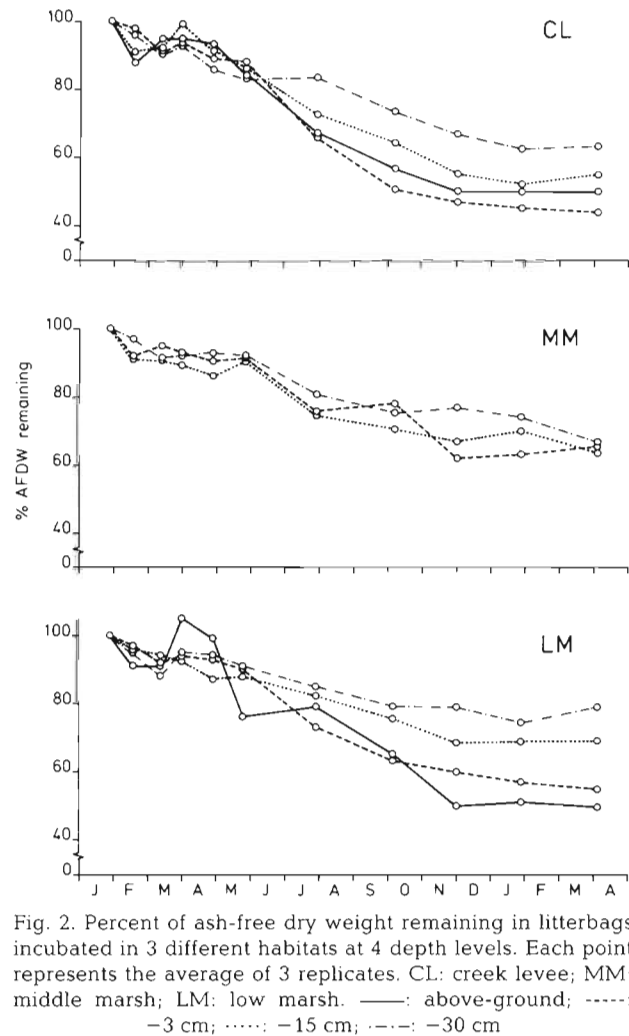 CL
100
80
60
40
0
MM
100
80
60
40
0
% AFDW remaining
LM
100
80
60
40
0
J F M A M J J A S O N D J F M A
Fig. 2. Percent of ash-free dry weight remaining in litterbags
incubated in 3 different habitats at 4 depth levels. Each point
represents the average of 3 replicates. CL: creek levee; MM:
middle marsh; LM: low marsh. ——: above-ground; ----:
−3 cm; ·····: −15 cm; —·—·: −30 cm